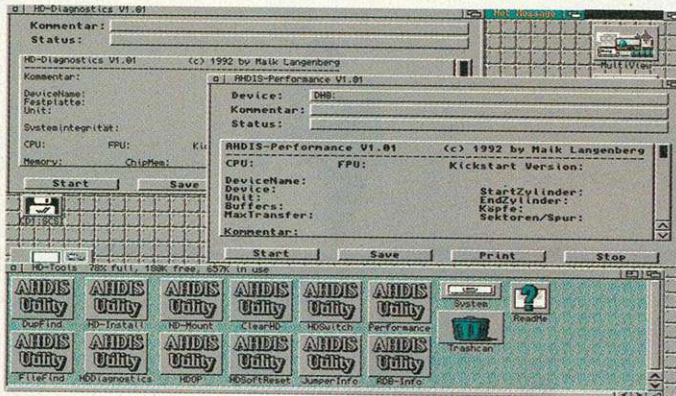 HD-Diagnostics V1.01
Kommentar:
Status:
HD-Diagnostics V1.01 (c) 1992 by Maik Langenberg
Kommentar:
DeviceName:
Festplatte:
Unit:
Systemintegrität:
CPU: FPU:
Memory: ChipMem:
Start Save
MultiView
AHDIS-Performance V1.01
Device: DH0:
Kommentar:
Status:
AHDIS-Performance V1.01 (c) 1992 by Maik Langenberg
CPU: FPU: Kickstart Version:
DeviceName:
Device: StartZylinder:
Unit: EndZylinder:
Buffers: Köpfe:
MaxTransfer: Sektoren/Spur:
Kommentar:
Start Save Print Stop
HD-Tools 78% full, 180K free, 657K in use
AHDIS Utility AHDIS Utility AHDIS Utility AHDIS Utility AHDIS Utility AHDIS Utility
DupFind HD-Install HD-Mount ClearHD HDSwitch Performance System ReadMe
AHDIS Utility AHDIS Utility AHDIS Utility AHDIS Utility AHDIS Utility AHDIS Utility
Trashcan
FileFind HDDiagnostics HDOP HDSoftReset JumperInfo RDB-Info